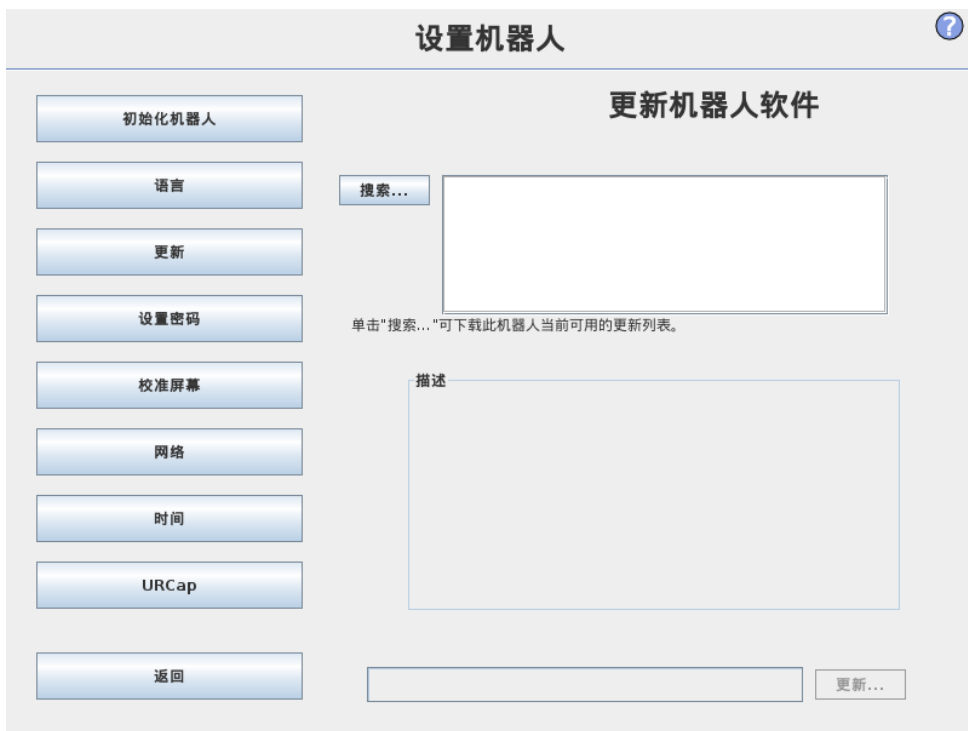 设置机器人
?
初始化机器人
语言
更新
设置密码
校准屏幕
网络
时间
URCap
返回
更新机器人软件
搜索...
单击"搜索..."可下载此机器人当前可用的更新列表。
描述
更新...